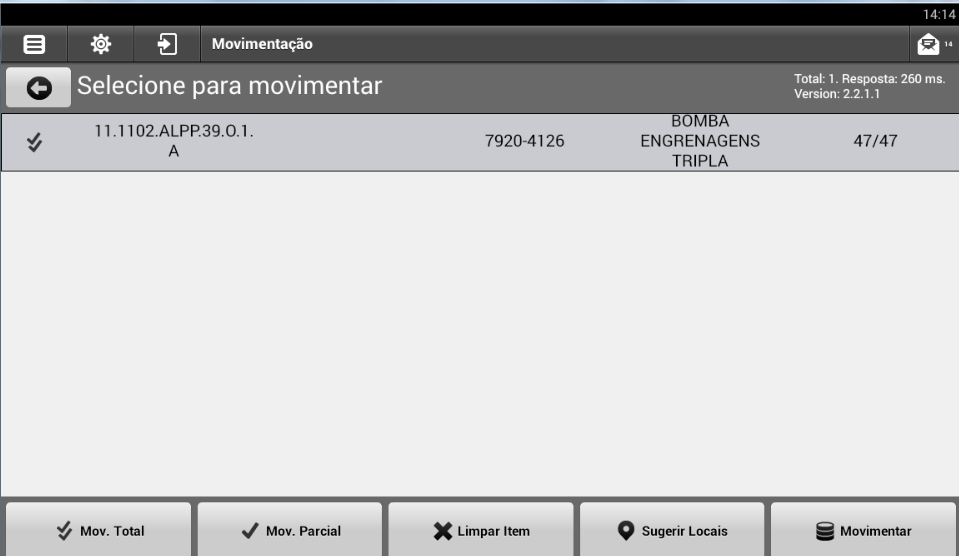 14:14
Movimentação
14
Selecione para movimentar
Total: 1. Resposta: 260 ms.
Version: 2.2.1.1
11.1102.ALPP.39.O.1.
A
7920-4126
BOMBA
ENGRENAGENS
TRIPLA
47/47
Mov. Total
Mov. Parcial
Limpar Item
Sugerir Locais
Movimentar